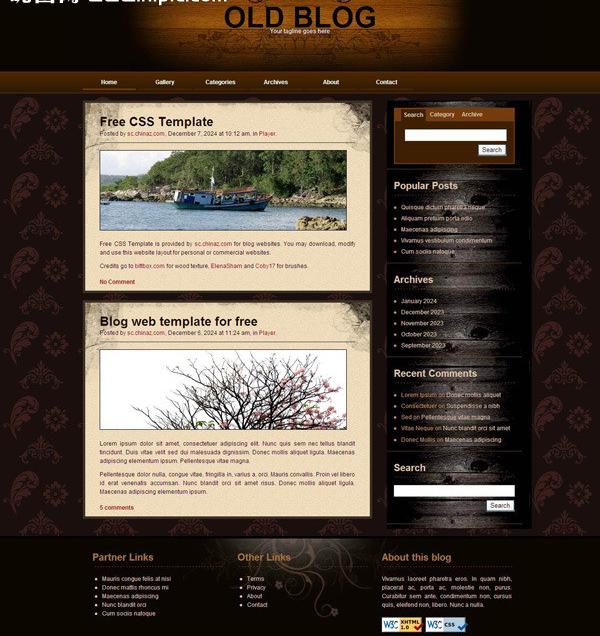 OLD BLOG
Your tagline goes here
Home Gallery Categories Archives About Contact
Free CSS Template
Posted by sc.chinaz.com, December 7, 2024 at 10:12 am, in Player.
Free CSS Template is provided by sc.chinaz.com for blog websites. You may download, modify
and use this website layout for personal or commercial websites.
Credits go to bittbox.com for wood texture, ElenaSham and Coby17 for brushes.
No Comment
Blog web template for free
Posted by sc.chinaz.com, December 5, 2024 at 11:24 am, in Player.
Lorem ipsum dolor sit amet, consectetuer adipiscing elit. Nunc quis sem nec tellus blandit
tincidunt. Duis vitae velit sed dui malesuada dignissim. Donec mollis aliquet ligula. Maecenas
adipiscing elementum ipsum. Pellentesque vitae magna.
Pellentesque dolor nulla, congue vitae, fringilla in, varius a, orci. Mauris convallis. Proin vel libero
id erat venenatis accumsan. Nunc blandit orci sit amet risus. Donec mollis aliquet ligula.
Maecenas adipiscing elementum ipsum.
5 comments
Search Category Archive
Search
Popular Posts
Quisque dictum pharetra neque
Aliquam pretium porta odio
Maecenas adipiscing
Vivamus vestibulum condimentum
Cum sociis natoque
Archives
January 2024
December 2023
November 2023
October 2023
September 2023
Recent Comments
Lorem Ipsum on Donec mollis aliquet
Consectetuer on Suspendisse a nibh
Sed on Pellentesque vitae magna
Vitae Neque on Nunc blandit orci sit amet
Donec Mollis on Maecenas adipiscing
Search
Search
Partner Links
Mauris congue felis at nisi
Donec mattis rhoncus mi
Maecenas adipiscing
Nunc blandit orci
Cum sociis natoque
Other Links
Terms
Privacy
About
Contact
About this blog
Vivamus laoreet pharetra eros. In quam nibh,
placerat ac, porta ac, molestie non, purus.
Curabitur sem ante, condimentum non, cursus
quis, eleifend non, libero. Nunc a nulla.
W3C XHTML 1.0 W3C CSS